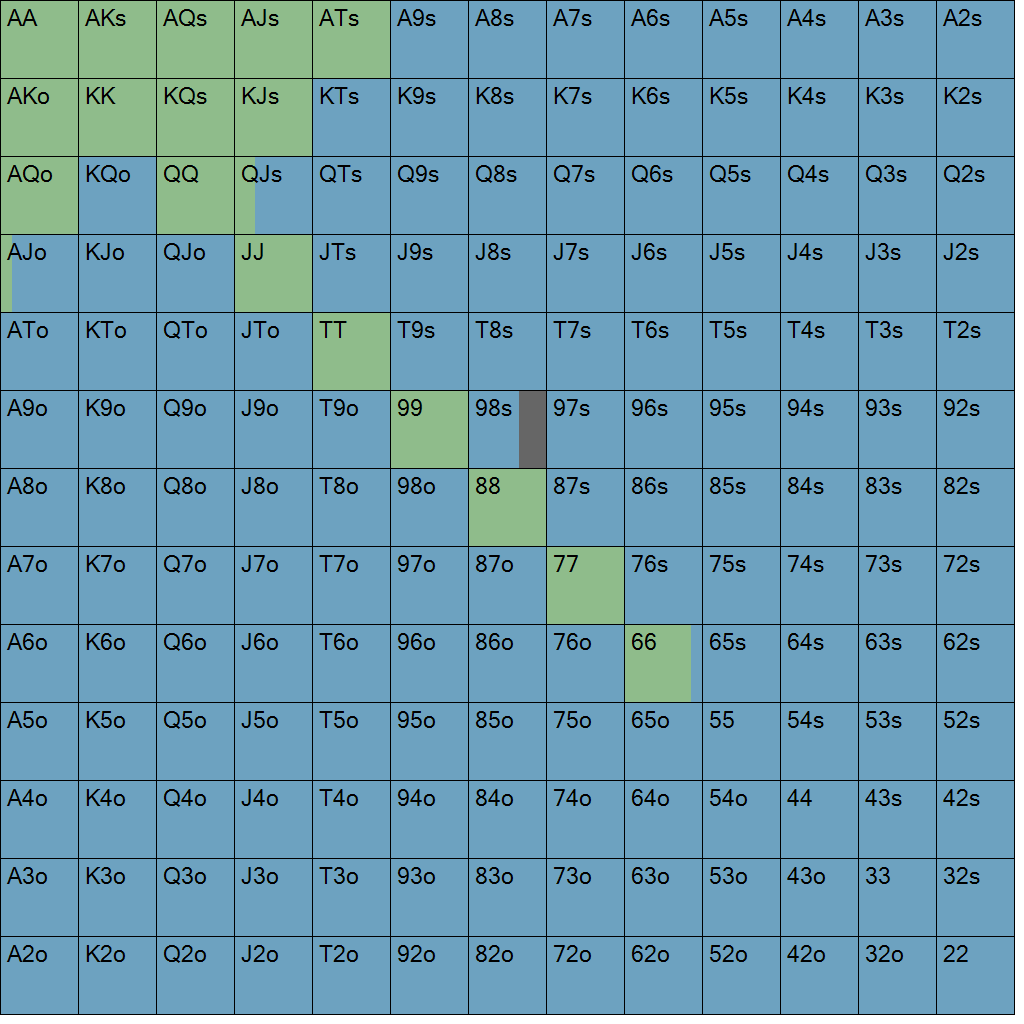 AA AKs AQs AJs ATs A9s A8s A7s A6s A5s A4s A3s A2s
AKo KK KQs KJs KTs K9s K8s K7s K6s K5s K4s K3s K2s
AQo KQo QQ QJs QTs Q9s Q8s Q7s Q6s Q5s Q4s Q3s Q2s
AJo KJo QJo JJ JTs J9s J8s J7s J6s J5s J4s J3s J2s
ATo KTo QTo JTo TT T9s T8s T7s T6s T5s T4s T3s T2s
A9o K9o Q9o J9o T9o 99 98s 97s 96s 95s 94s 93s 92s
A8o K8o Q8o J8o T8o 98o 88 87s 86s 85s 84s 83s 82s
A7o K7o Q7o J7o T7o 97o 87o 77 76s 75s 74s 73s 72s
A6o K6o Q6o J6o T6o 96o 86o 76o 66 65s 64s 63s 62s
A5o K5o Q5o J5o T5o 95o 85o 75o 65o 55 54s 53s 52s
A4o K4o Q4o J4o T4o 94o 84o 74o 64o 54o 44 43s 42s
A3o K3o Q3o J3o T3o 93o 83o 73o 63o 53o 43o 33 32s
A2o K2o Q2o J2o T2o 92o 82o 72o 62o 52o 42o 32o 22